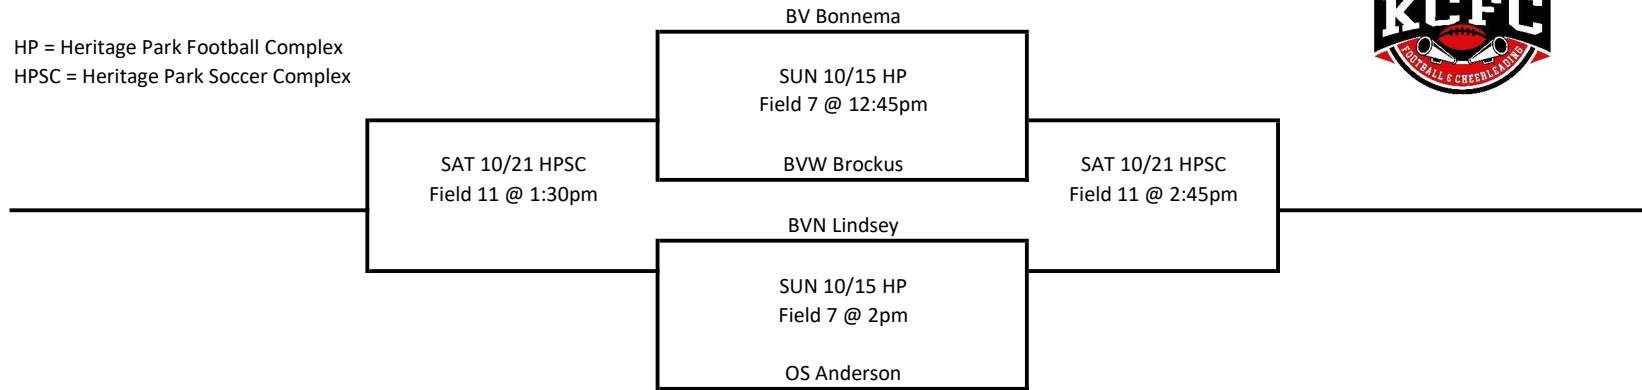 BV Bonnema
KCFC
FOOTBALL & CHEERLEADING
HP = Heritage Park Football Complex
HPSC = Heritage Park Soccer Complex
SUN 10/15 HP
Field 7 @ 12:45pm
SAT 10/21 HPSC
Field 11 @ 1:30pm
BVW Brockus
SAT 10/21 HPSC
Field 11 @ 2:45pm
BVN Lindsey
SUN 10/15 HP
Field 7 @ 2pm
OS Anderson